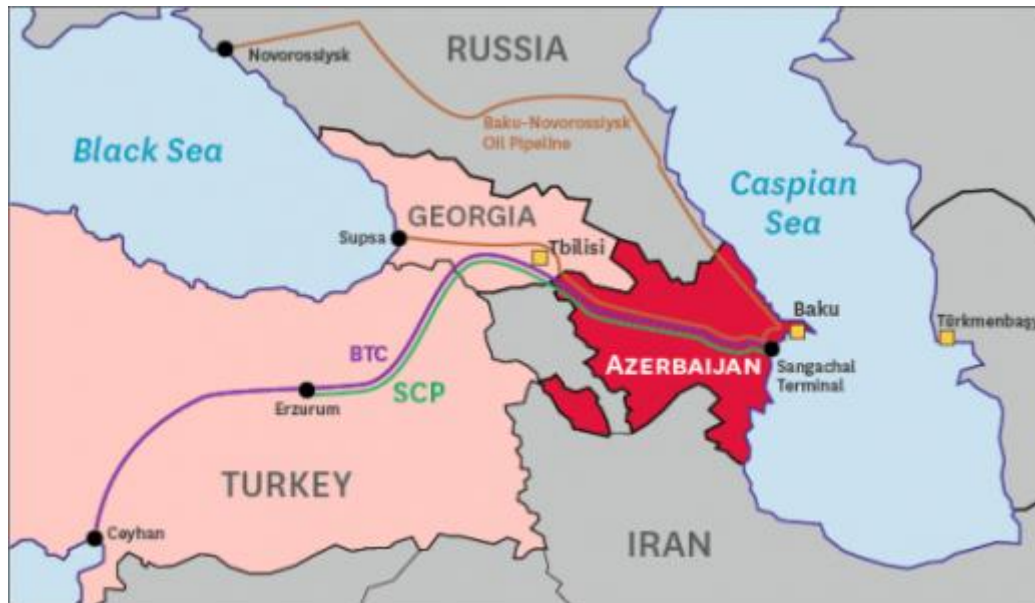 RUSSIA
Novorossiysk
Baku-Novorossiysk
Oil Pipeline
Black Sea
Caspian
Sea
GEORGIA
Supsa
Tbilisi
Baku
Türkmenbaşy
BTC
AZERBAIJAN
Sangachal
Terminal
SCP
Erzurum
TURKEY
Ceyhan
IRAN